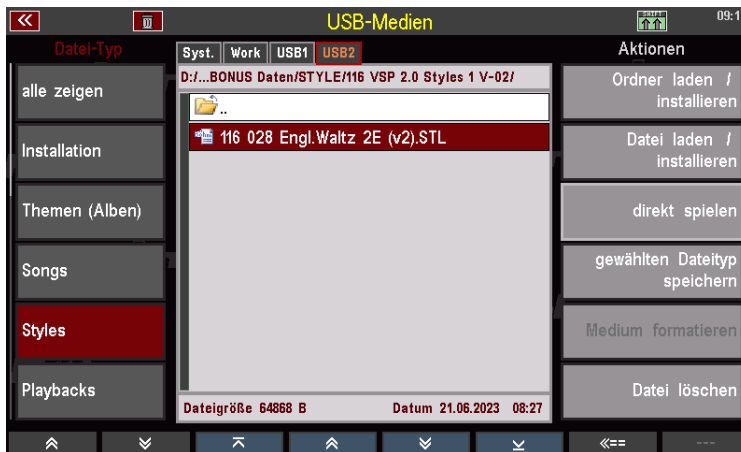 USB-Medien
SHIFT
09:1
Datei-Typ
Syst. Work USB1 USB2
Aktionen
D:/...BONUS Daten/STYLE/116 VSP 2.0 Styles 1 V-02/
alle zeigen
..
Ordner laden / installieren
116 028 Engl.Waltz 2E (v2).STL
Installation
Datei laden / installieren
Themen (Alben)
direkt spielen
Songs
gewählten Dateityp speichern
Styles
Medium formatieren
Playbacks
Datei löschen
Dateigröße 64868 B
Datum 21.06.2023 08:27
«==
---